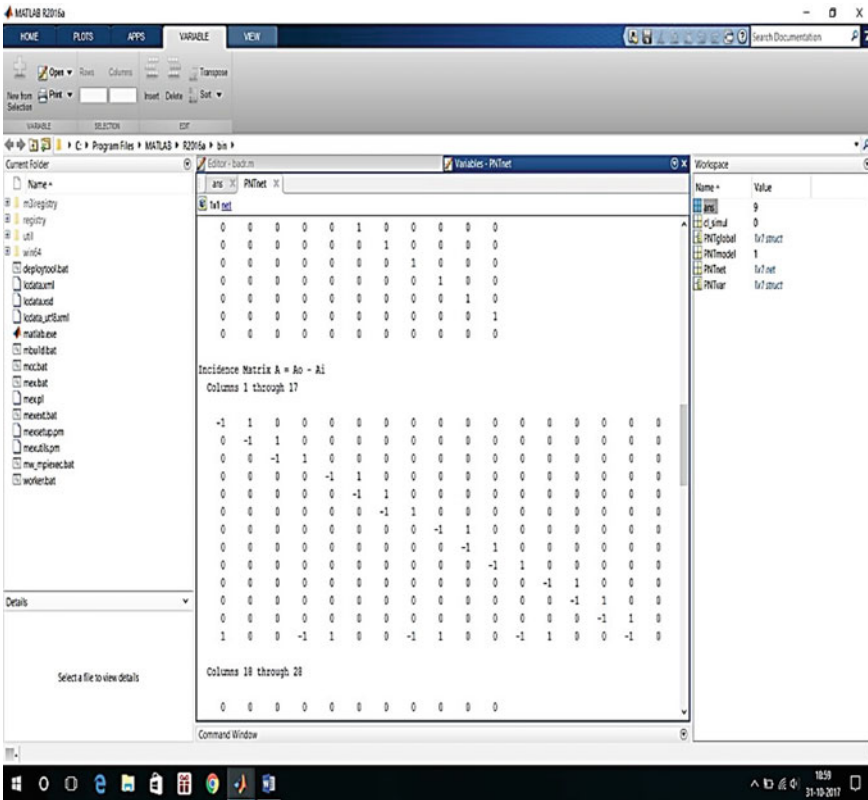 MATLAB R2016a
HOME PLOTS APPS VARIABLE VIEW
Search Documentation
New from Selection
Open
Print
Rows Columns
Insert Delete
Transpose
Sort
VARIABLE SELECTION EDIT
C: Program Files MATLAB R2016a bin
Current Folder
Name
m3iregistry
registry
util
win64
deploytool.bat
lcdata.xml
lcdata.xsd
lcdata_utf8.xml
matlab.exe
mbuild.bat
mcc.bat
mex.bat
mex.pl
mexext.bat
mexsetup.pm
mexutils.pm
mw_mpiexec.bat
worker.bat
Details
Select a file to view details
Editor - badr.m
Variables - PNTnet
ans PNTnet
1x1 net
0 0 0 0 0 1 0 0 0 0 0
0 0 0 0 0 0 1 0 0 0 0
0 0 0 0 0 0 0 1 0 0 0
0 0 0 0 0 0 0 0 1 0 0
0 0 0 0 0 0 0 0 0 1 0
0 0 0 0 0 0 0 0 0 0 1
0 0 0 0 0 0 0 0 0 0 0
Incidence Matrix A = Ao - Ai
Columns 1 through 17
-1 1 0 0 0 0 0 0 0 0 0 0 0 0 0 0 0
0 -1 1 0 0 0 0 0 0 0 0 0 0 0 0 0 0
0 0 -1 1 0 0 0 0 0 0 0 0 0 0 0 0 0
0 0 0 0 -1 1 0 0 0 0 0 0 0 0 0 0 0
0 0 0 0 0 -1 1 0 0 0 0 0 0 0 0 0 0
0 0 0 0 0 0 -1 1 0 0 0 0 0 0 0 0 0
0 0 0 0 0 0 0 0 -1 1 0 0 0 0 0 0 0
0 0 0 0 0 0 0 0 0 -1 1 0 0 0 0 0 0
0 0 0 0 0 0 0 0 0 0 -1 1 0 0 0 0 0
0 0 0 0 0 0 0 0 0 0 0 0 -1 1 0 0 0
0 0 0 0 0 0 0 0 0 0 0 0 0 -1 1 0 0
0 0 0 0 0 0 0 0 0 0 0 0 0 0 -1 1 0
1 0 0 -1 1 0 0 -1 1 0 0 -1 1 0 0 -1 0
Columns 18 through 28
0 0 0 0 0 0 0 0 0 0 0
Command Window
Workspace
Name Value
ans 9
cl_simul 0
PNTglobal 1x1 struct
PNTmodel 1
PNTnet 1x1 net
PNTvar 1x1 struct
18:59
31-10-2017